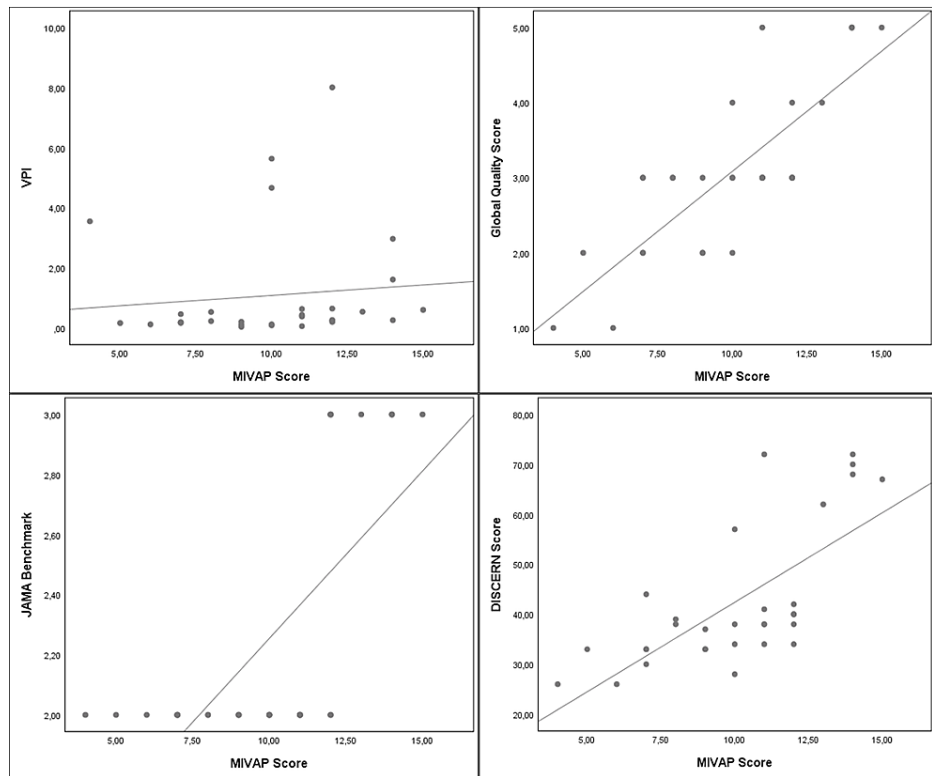 10,00
8,00
6,00
4,00
2,00
,00
VPI
5,00 7,50 10,00 12,50 15,00
MIVAP Score
5,00
4,00
3,00
2,00
1,00
Global Quality Score
5,00 7,50 10,00 12,50 15,00
MIVAP Score
3,00
2,80
2,60
2,40
2,20
2,00
JAMA Benchmark
5,00 7,50 10,00 12,50 15,00
MIVAP Score
80,00
70,00
60,00
50,00
40,00
30,00
20,00
DISCERN Score
5,00 7,50 10,00 12,50 15,00
MIVAP Score